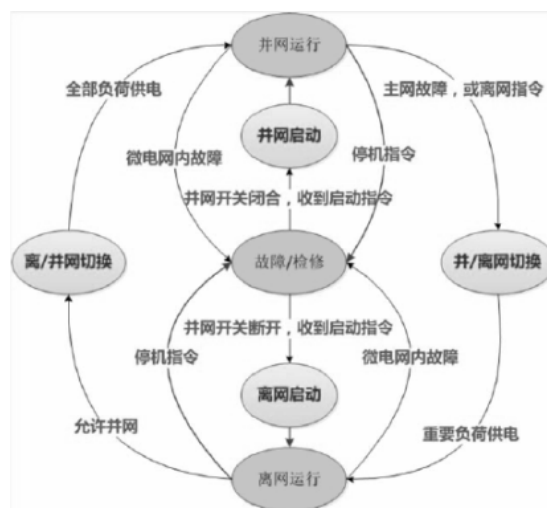 并网运行
全部负荷供电
主网故障，或离网指令
并网启动
微电网内故障
停机指令
并网开关闭合，收到启动指令
离/并网切换
故障/检修
并/离网切换
并网开关断开，收到启动指令
停机指令
微电网内故障
离网启动
允许并网
重要负荷供电
离网运行